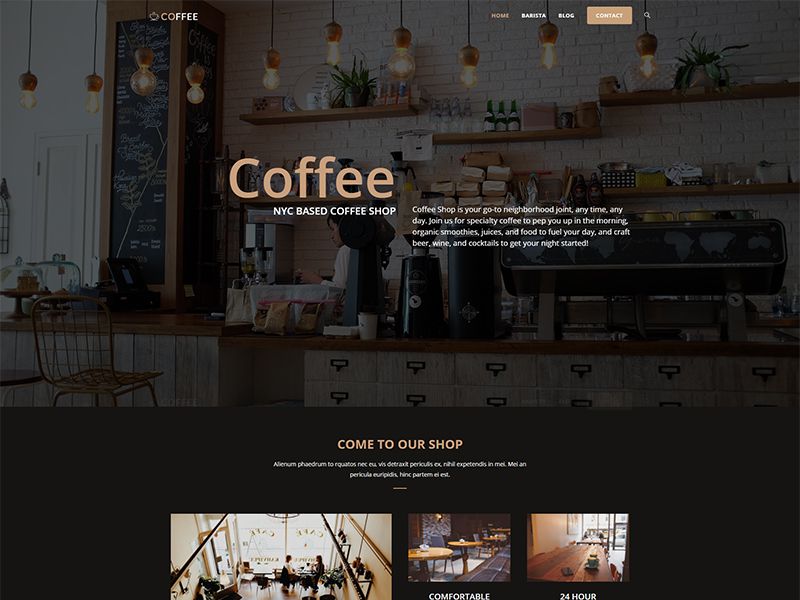 COFFEE
HOME
BARISTA
BLOG
CONTACT
Coffee
NYC BASED COFFEE SHOP
Coffee Shop is your go-to neighborhood joint, any time, any
day. Join us for specialty coffee to pep you up in the morning,
organic smoothies, juices, and food to fuel your day, and craft
beer, wine, and cocktails to get your night started!
COME TO OUR SHOP
Alienum phaedrum to rquatos nec eu, vis detraxit periculis ex, nihil expetendis in mei. Mei an
pericula euripidis, hinc partem ei est.
COMFORTABLE
24 HOUR